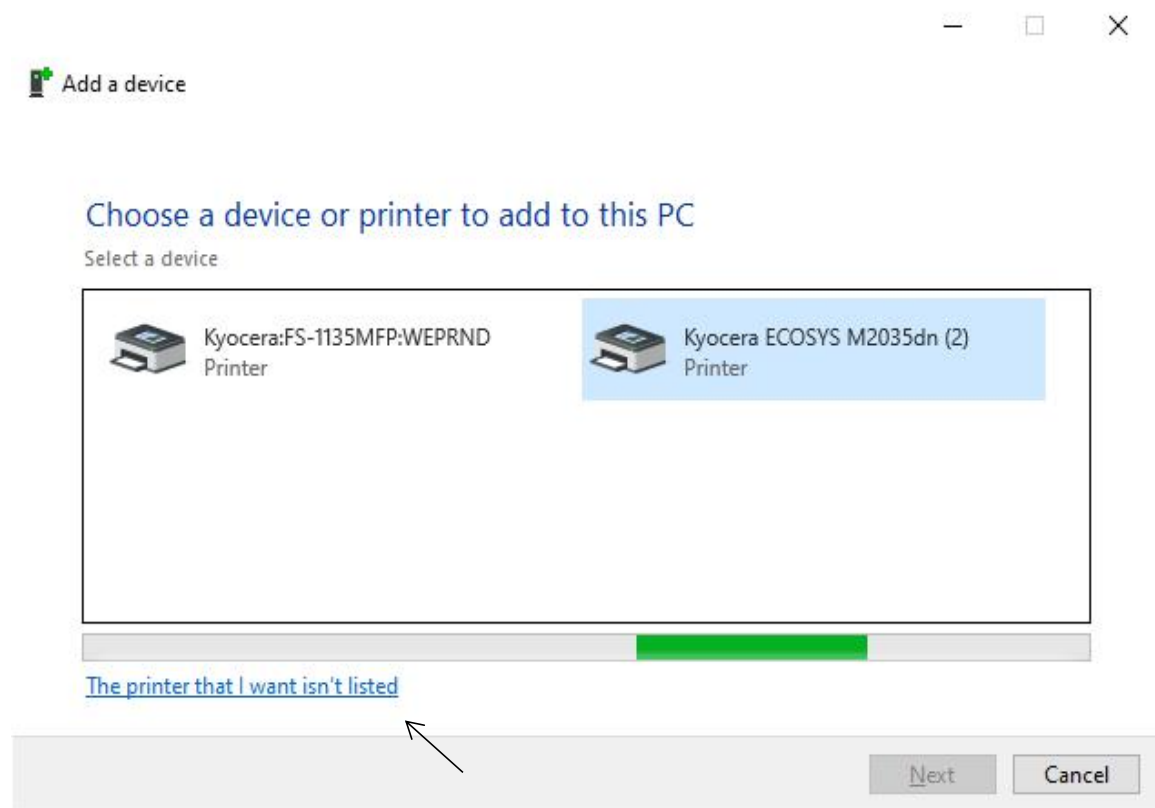 Add a device
Choose a device or printer to add to this PC
Select a device
Kyocera:FS-1135MFP:WEPRND
Printer
Kyocera ECOSYS M2035dn (2)
Printer
The printer that I want isn't listed
Next
Cancel